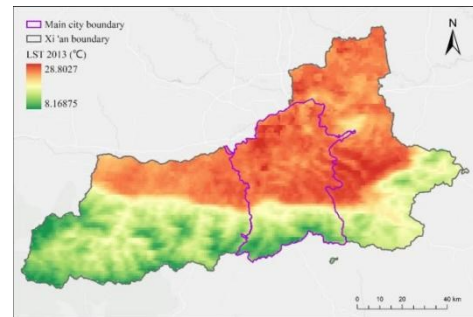 Main city boundary
Xi 'an boundary
LST 2013 (℃)
28.8027
8.16875
N
0 10 20 40 km